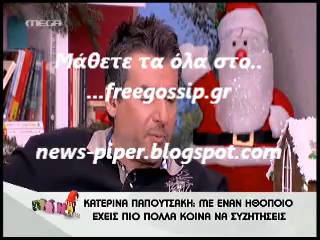 MEGA
Μάθετε τα όλα στο..
...freegossip.gr
news-piper.blogspot.com
ΚΑΤΕΡΙΝΑ ΠΑΠΟΥΤΣΑΚΗ: ΜΕ ΕΝΑΝ ΗΘΟΠΟΙΟ
ΕΧΕΙΣ ΠΙΟ ΠΟΛΛΑ ΚΟΙΝΑ ΝΑ ΣΥΖΗΤΗΣΕΙΣ